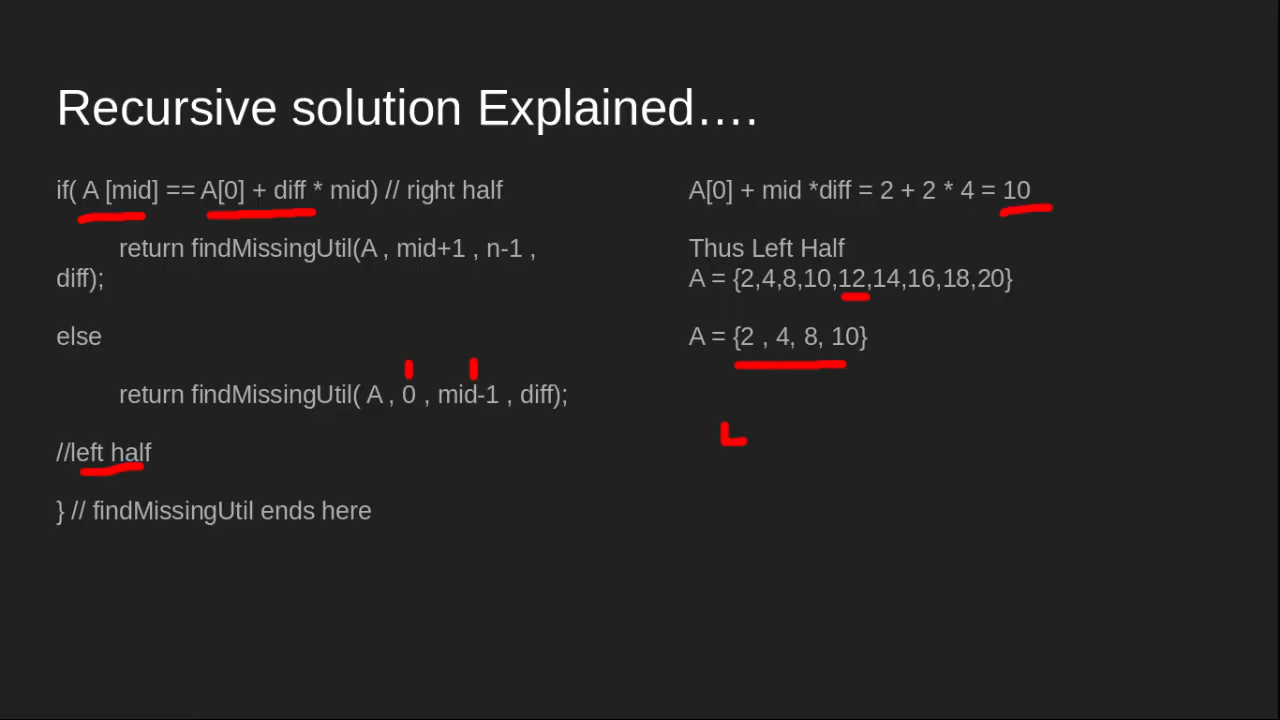 Recursive solution Explained....
if( A [mid] == A[0] + diff * mid) // right half
return findMissingUtil(A , mid+1 , n-1 ,
diff);
else
return findMissingUtil( A , 0 , mid-1 , diff);
//left half
} // findMissingUtil ends here
A[0] + mid *diff = 2 + 2 * 4 = 10
Thus Left Half
A = {2,4,8,10,12,14,16,18,20}
A = {2 , 4, 8, 10}